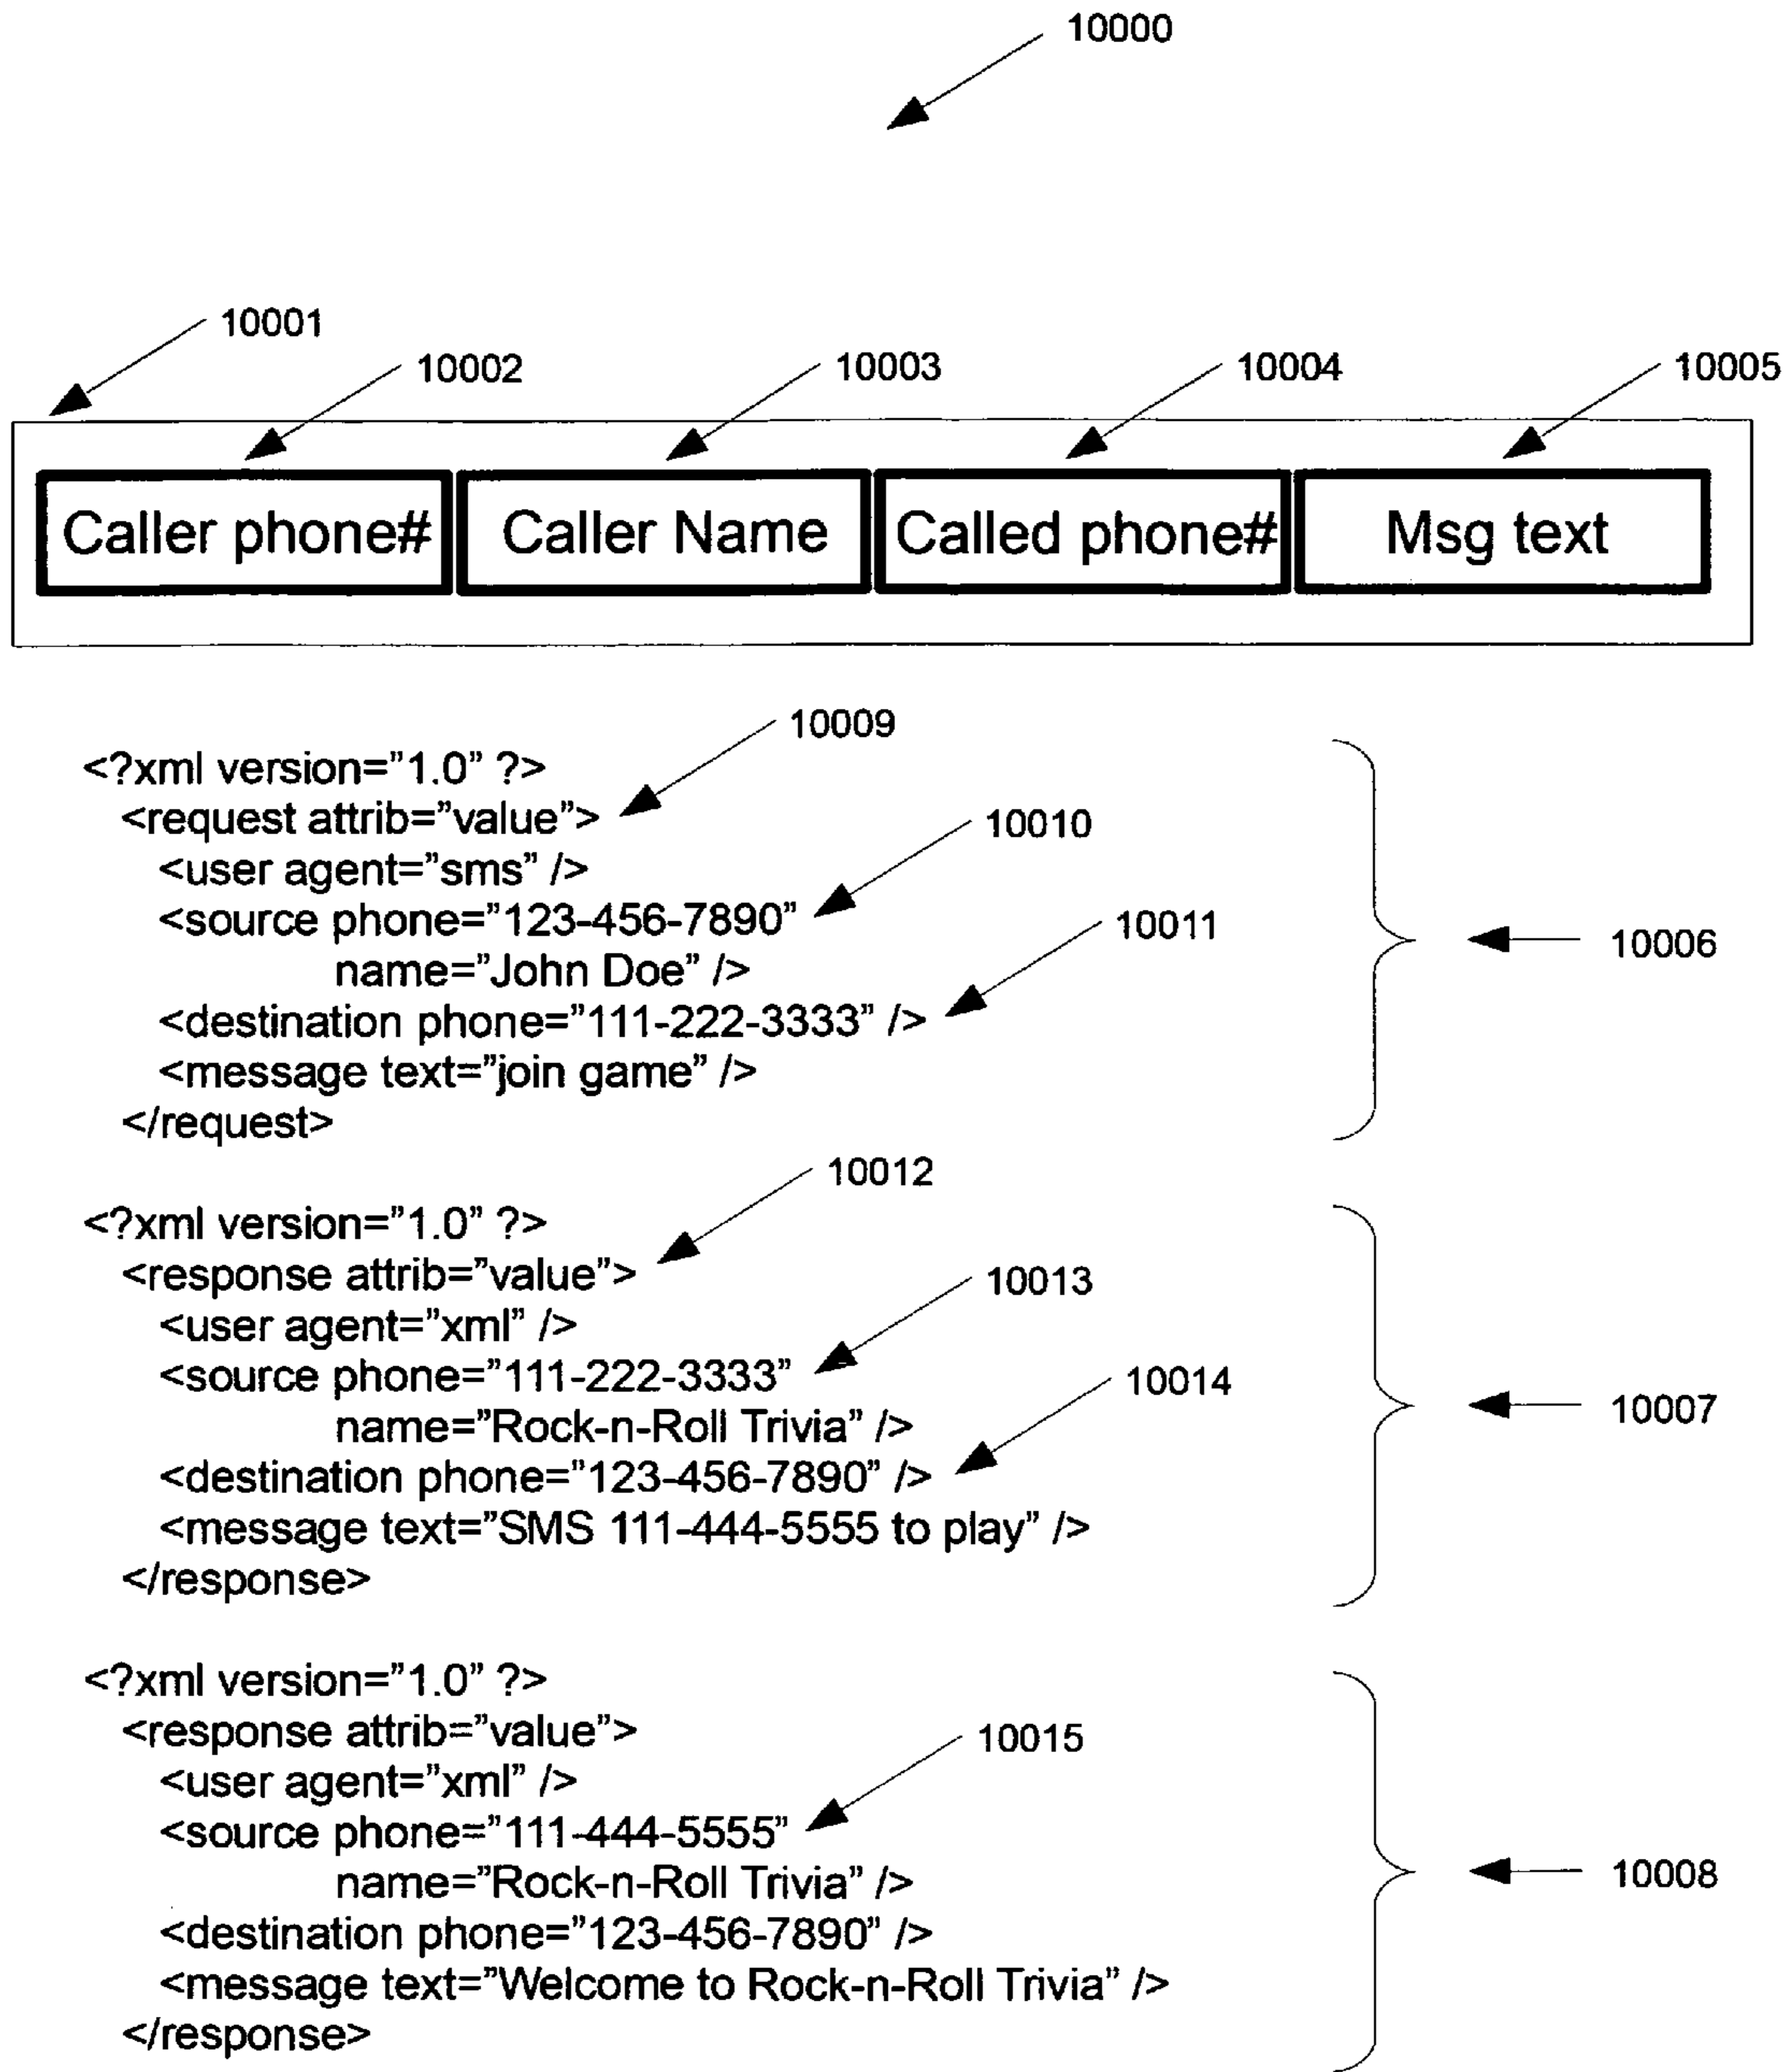 10000
10001
10002
10003
10004
10005
Caller phone#
Caller Name
Called phone#
Msg text
10009
<?xml version=”1.0” ?>
<request attrib=”value”>
10010
<user agent=”sms” />
<source phone=”123-456-7890”
10011
10006
name=”John Doe” />
<destination phone=”111-222-3333” />
<message text=”join game” />
</request>
10012
<?xml version=”1.0” ?>
<response attrib=”value”>
10013
<user agent=”xml” />
<source phone=”111-222-3333”
10014
10007
name=”Rock-n-Roll Trivia” />
<destination phone=”123-456-7890” />
<message text=”SMS 111-444-5555 to play” />
</response>
<?xml version=”1.0” ?>
<response attrib=”value”>
10015
<user agent=”xml” />
<source phone=”111-444-5555”
10008
name=”Rock-n-Roll Trivia” />
<destination phone=”123-456-7890” />
<message text=”Welcome to Rock-n-Roll Trivia” />
</response>